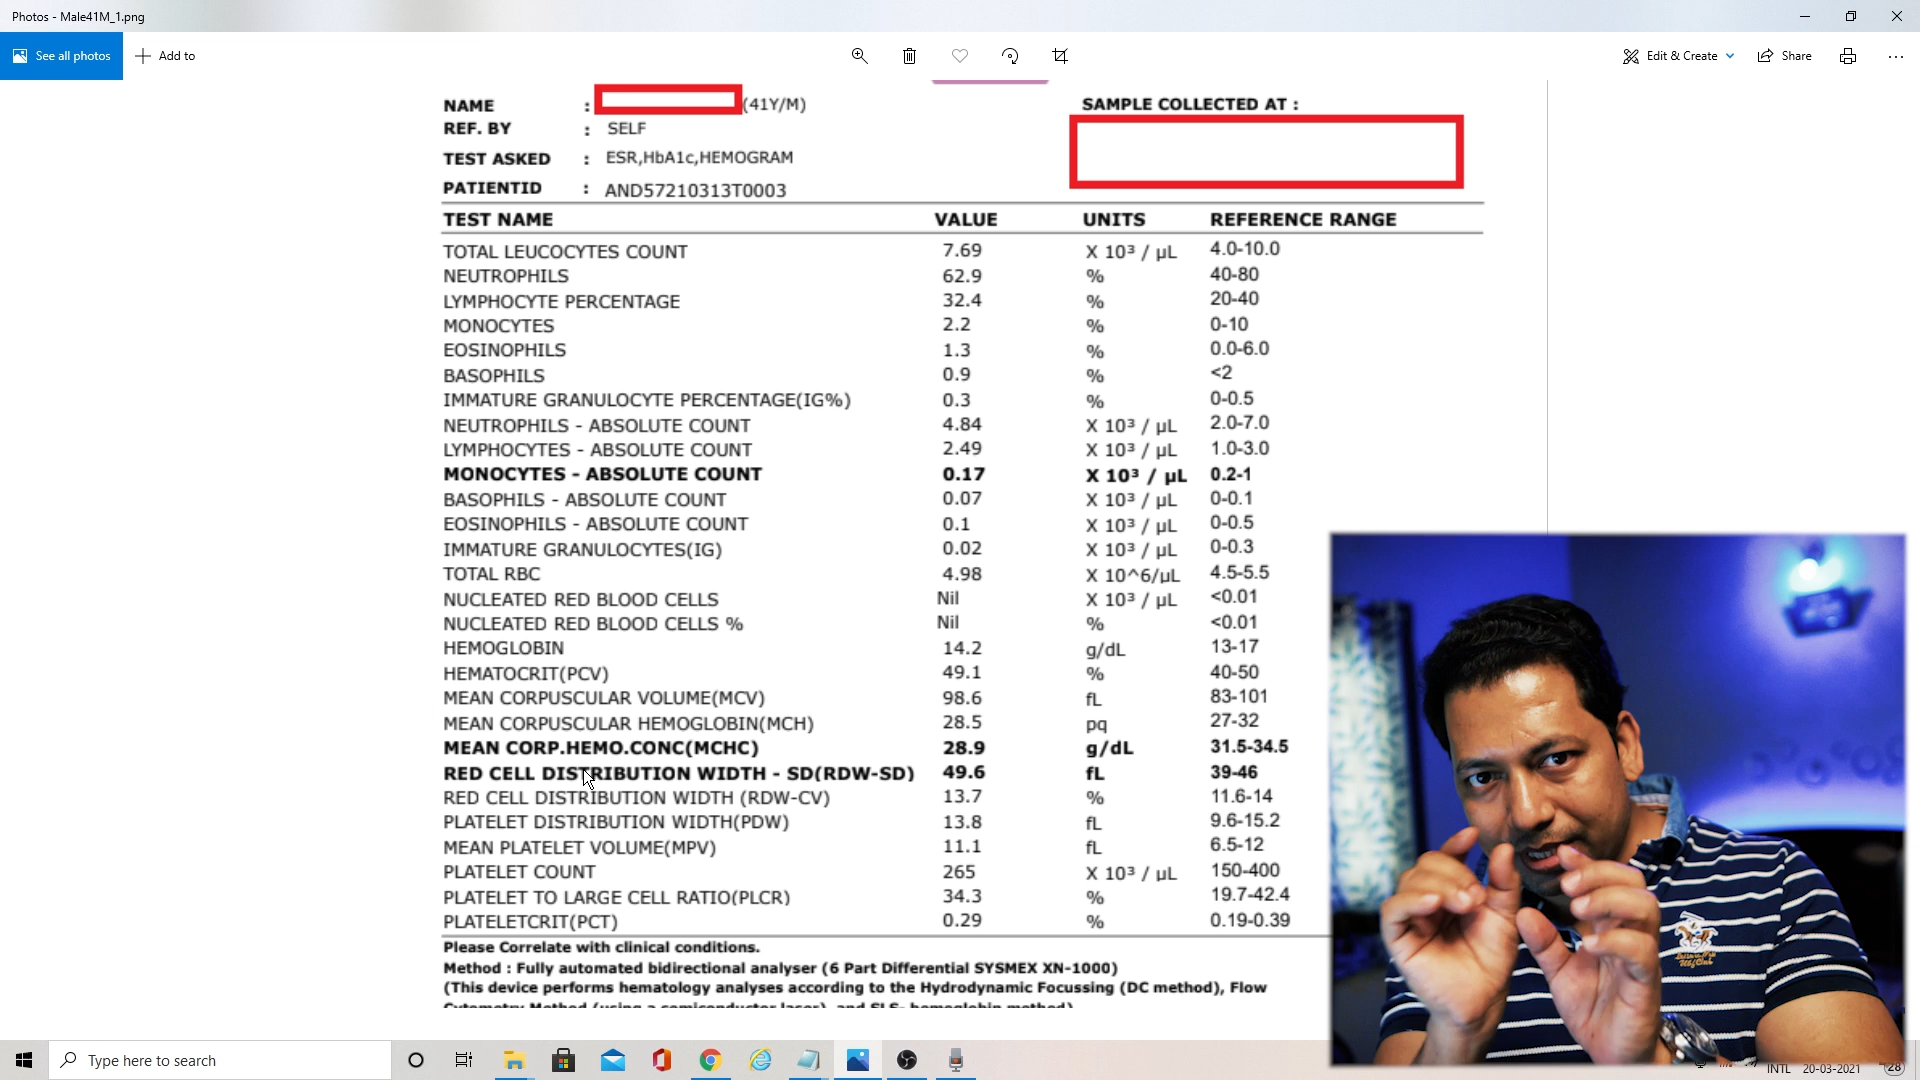 Photos - Male41M_1.png
See all photos
Add to
Edit & Create
Share
NAME : (41Y/M)
SAMPLE COLLECTED AT :
REF. BY : SELF
TEST ASKED : ESR,HbA1c,HEMOGRAM
PATIENTID : AND57210313T0003
TEST NAME VALUE UNITS REFERENCE RANGE
TOTAL LEUCOCYTES COUNT 7.69 X 10³ / µL 4.0-10.0
NEUTROPHILS 62.9 % 40-80
LYMPHOCYTE PERCENTAGE 32.4 % 20-40
MONOCYTES 2.2 % 0-10
EOSINOPHILS 1.3 % 0.0-6.0
BASOPHILS 0.9 % <2
IMMATURE GRANULOCYTE PERCENTAGE(IG%) 0.3 % 0-0.5
NEUTROPHILS - ABSOLUTE COUNT 4.84 X 10³ / µL 2.0-7.0
LYMPHOCYTES - ABSOLUTE COUNT 2.49 X 10³ / µL 1.0-3.0
MONOCYTES - ABSOLUTE COUNT 0.17 X 10³ / µL 0.2-1
BASOPHILS - ABSOLUTE COUNT 0.07 X 10³ / µL 0-0.1
EOSINOPHILS - ABSOLUTE COUNT 0.1 X 10³ / µL 0-0.5
IMMATURE GRANULOCYTES(IG) 0.02 X 10³ / µL 0-0.3
TOTAL RBC 4.98 X 10^6/µL 4.5-5.5
NUCLEATED RED BLOOD CELLS Nil X 10³ / µL <0.01
NUCLEATED RED BLOOD CELLS % Nil % <0.01
HEMOGLOBIN 14.2 g/dL 13-17
HEMATOCRIT(PCV) 49.1 % 40-50
MEAN CORPUSCULAR VOLUME(MCV) 98.6 fL 83-101
MEAN CORPUSCULAR HEMOGLOBIN(MCH) 28.5 pq 27-32
MEAN CORP.HEMO.CONC(MCHC) 28.9 g/dL 31.5-34.5
RED CELL DISTRIBUTION WIDTH - SD(RDW-SD) 49.6 fL 39-46
RED CELL DISTRIBUTION WIDTH (RDW-CV) 13.7 % 11.6-14
PLATELET DISTRIBUTION WIDTH(PDW) 13.8 fL 9.6-15.2
MEAN PLATELET VOLUME(MPV) 11.1 fL 6.5-12
PLATELET COUNT 265 X 10³ / µL 150-400
PLATELET TO LARGE CELL RATIO(PLCR) 34.3 % 19.7-42.4
PLATELETCRIT(PCT) 0.29 % 0.19-0.39
Please Correlate with clinical conditions.
Method : Fully automated bidirectional analyser (6 Part Differential SYSMEX XN-1000)
(This device performs hematology analyses according to the Hydrodynamic Focussing (DC method), Flow
Cytometry Method (using a semiconductor laser), and SLS- hemoglobin method)
Type here to search
INTL 20-03-2021 28